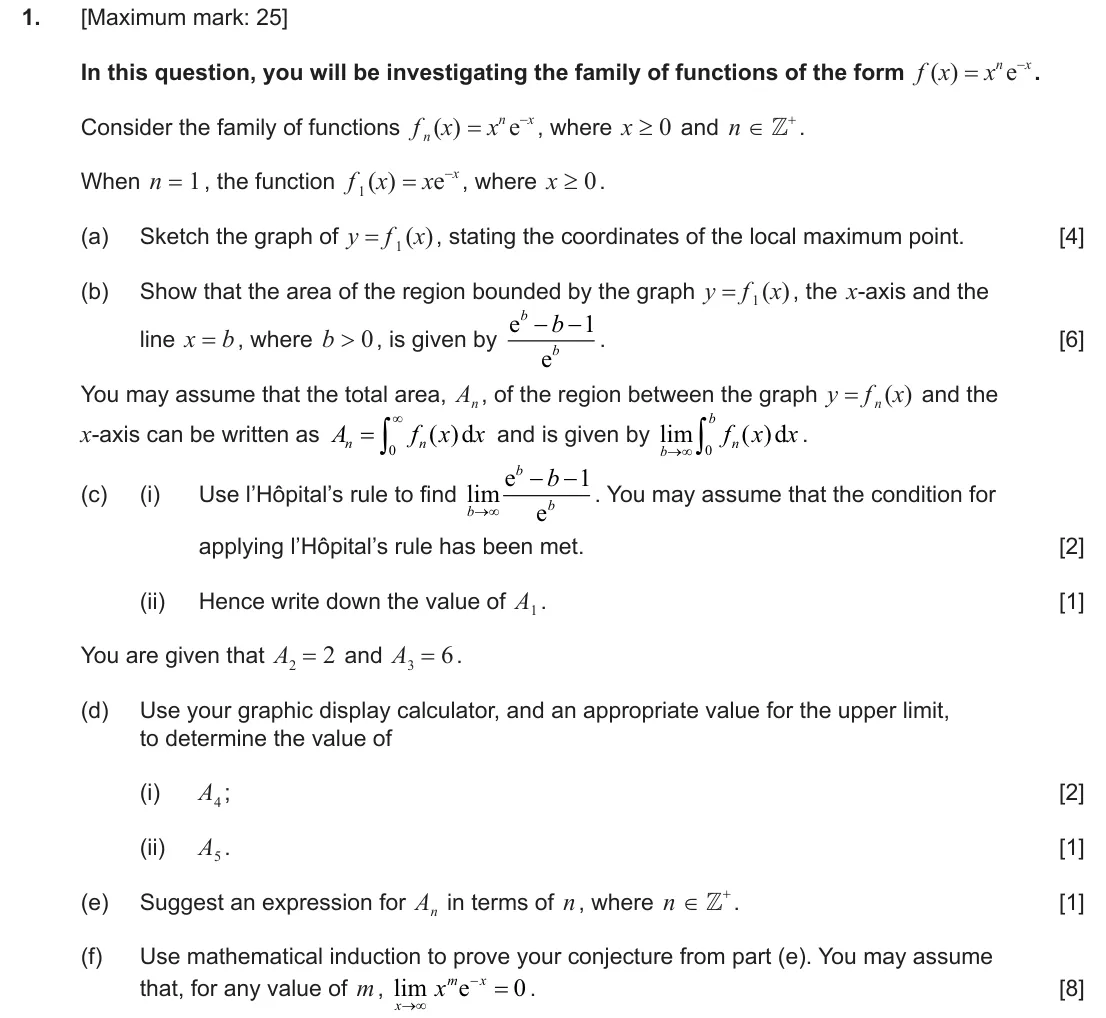 1. [Maximum mark: 25]
In this question, you will be investigating the family of functions of the form f(x) = xⁿe⁻ˣ.
Consider the family of functions fₙ(x) = xⁿe⁻ˣ, where x ≥ 0 and n ∈ ℤ⁺.
When n = 1, the function f₁(x) = xe⁻ˣ, where x ≥ 0.
(a) Sketch the graph of y = f₁(x), stating the coordinates of the local maximum point. [4]
(b) Show that the area of the region bounded by the graph y = f₁(x), the x-axis and the
line x = b, where b > 0, is given by (eᵇ − b − 1)/eᵇ. [6]
You may assume that the total area, Aₙ, of the region between the graph y = fₙ(x) and the
x-axis can be written as Aₙ = ∫₀^∞ fₙ(x)dx and is given by lim_{b→∞} ∫₀ᵇ fₙ(x)dx.
(c) (i) Use l’Hôpital’s rule to find lim_{b→∞} (eᵇ − b − 1)/eᵇ. You may assume that the condition for
applying l’Hôpital’s rule has been met. [2]
(ii) Hence write down the value of A₁. [1]
You are given that A₂ = 2 and A₃ = 6.
(d) Use your graphic display calculator, and an appropriate value for the upper limit,
to determine the value of
(i) A₄; [2]
(ii) A₅. [1]
(e) Suggest an expression for Aₙ in terms of n, where n ∈ ℤ⁺. [1]
(f) Use mathematical induction to prove your conjecture from part (e). You may assume
that, for any value of m, lim_{x→∞} xᵐe⁻ˣ = 0. [8]